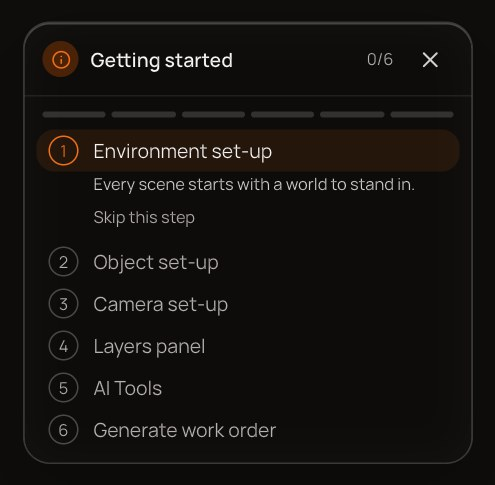 Getting started
0/6
1 Environment set-up
Every scene starts with a world to stand in.
Skip this step
2 Object set-up
3 Camera set-up
4 Layers panel
5 AI Tools
6 Generate work order